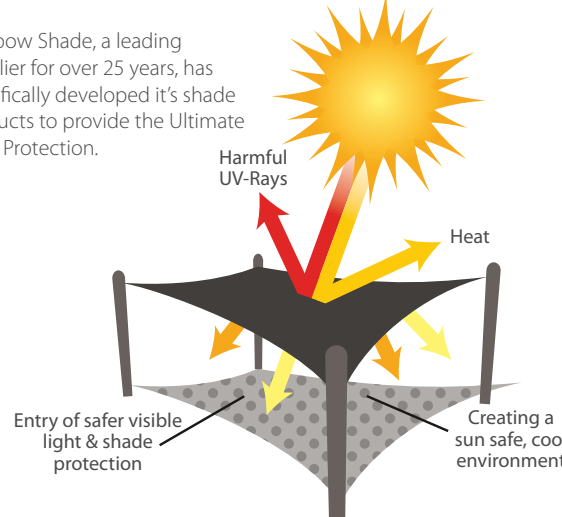 bow Shade, a leading
lier for over 25 years, has
fically developed it's shade
ucts to provide the Ultimate
Protection.
Harmful
UV-Rays
Heat
Entry of safer visible
light & shade
protection
Creating a
sun safe, coo
environment